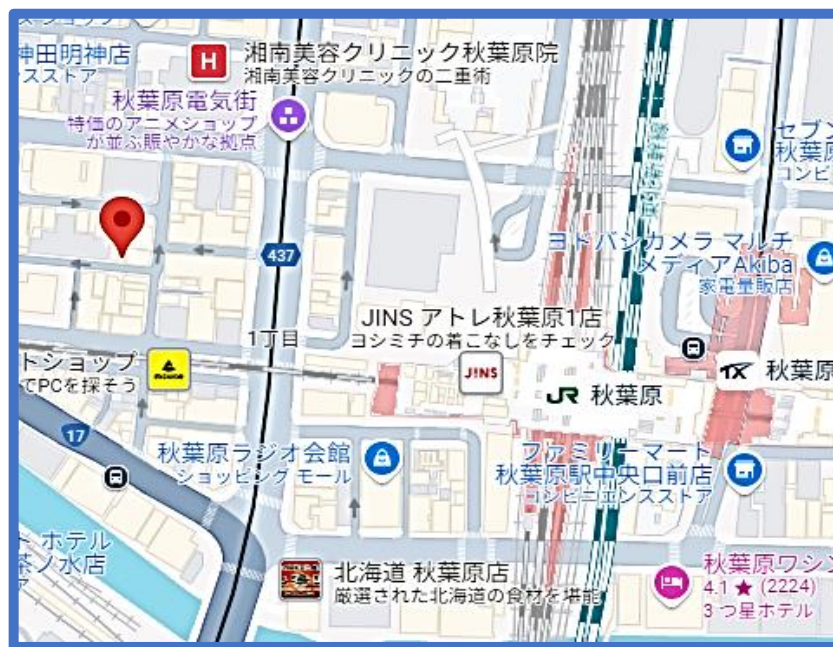 神田明神店
H
湘南美容クリニック秋葉原院
湘南美容クリニックの二重術
秋葉原電気街
特価のアニメショップ
が並ぶ賑やかな拠点
東北新幹線
セブン
秋葉原
コンビニ
437
ヨドバシカメラ マルチ
メディアAkiba
家電量販店
1丁目
JINS アトレ秋葉原1店
ヨシミチの着こなしをチェック
JINS
トショップ
でPCを探そう
mouse
JR 秋葉原
TX 秋葉原
17
秋葉原ラジオ会館
ショッピング モール
ファミリーマート
秋葉原駅中央口前店
コンビニエンスストア
ト ホテル
茶ノ水店
北海道 秋葉原店
厳選された北海道の食材を堪能
秋葉原ワシン
4.1 ★ (2224)
3 つ星ホテル